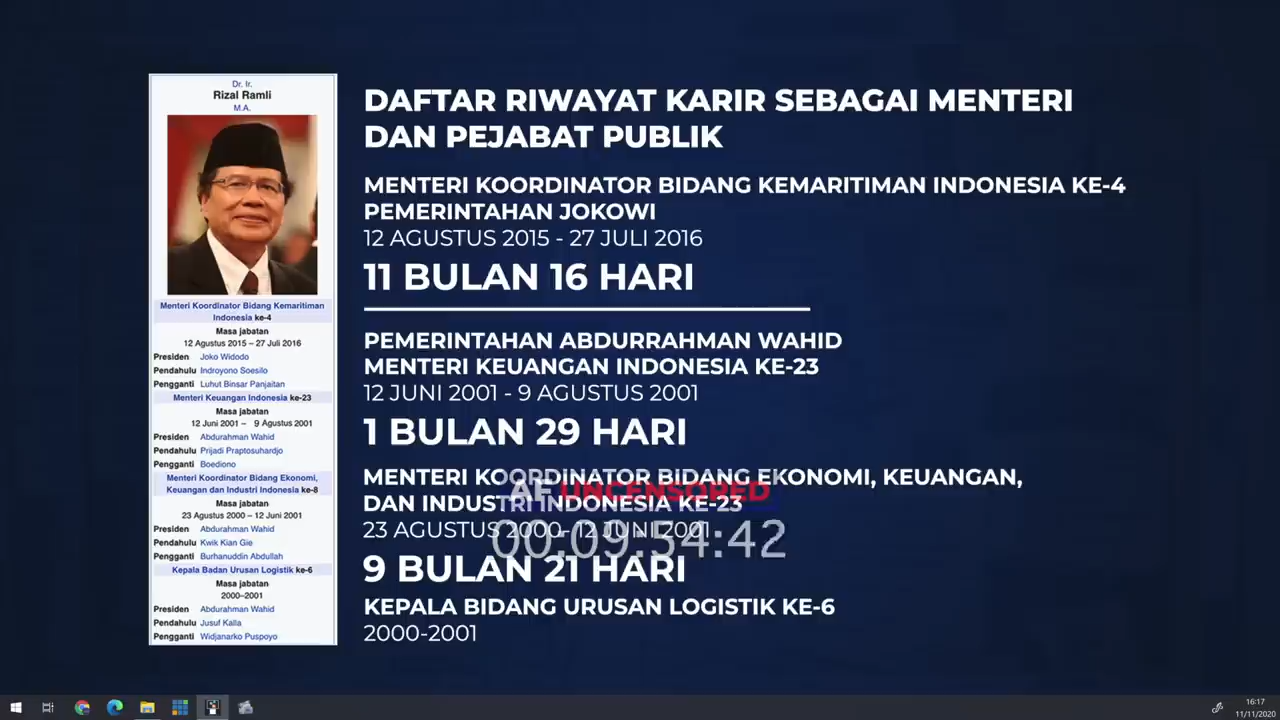 Dr. Ir.
Rizal Ramli
M.A.
Menteri Koordinator Bidang Kemaritiman
Indonesia ke-4
Masa jabatan
12 Agustus 2015 – 27 Juli 2016
Presiden Joko Widodo
Pendahulu Indroyono Soesilo
Pengganti Luhut Binsar Panjaitan
Menteri Keuangan Indonesia ke-23
Masa jabatan
12 Juni 2001 – 9 Agustus 2001
Presiden Abdurahman Wahid
Pendahulu Prijadi Praptosuhardjo
Pengganti Boediono
Menteri Koordinator Bidang Ekonomi,
Keuangan dan Industri Indonesia ke-8
Masa jabatan
23 Agustus 2000 – 12 Juni 2001
Presiden Abdurahman Wahid
Pendahulu Kwik Kian Gie
Pengganti Burhanuddin Abdullah
Kepala Badan Urusan Logistik ke-6
Masa jabatan
2000–2001
Presiden Abdurahman Wahid
Pendahulu Jusuf Kalla
Pengganti Widjanarko Puspoyo
DAFTAR RIWAYAT KARIR SEBAGAI MENTERI
DAN PEJABAT PUBLIK
MENTERI KOORDINATOR BIDANG KEMARITIMAN INDONESIA KE-4
PEMERINTAHAN JOKOWI
12 AGUSTUS 2015 - 27 JULI 2016
11 BULAN 16 HARI
PEMERINTAHAN ABDURRAHMAN WAHID
MENTERI KEUANGAN INDONESIA KE-23
12 JUNI 2001 - 9 AGUSTUS 2001
1 BULAN 29 HARI
MENTERI KOORDINATOR BIDANG EKONOMI, KEUANGAN,
AF UNCENSORED
DAN INDUSTRI INDONESIA KE-23
23 AGUSTUS 2000- 12 JUNI 2001
00:09:54:42
9 BULAN 21 HARI
KEPALA BIDANG URUSAN LOGISTIK KE-6
2000-2001
16:17
11/11/2020